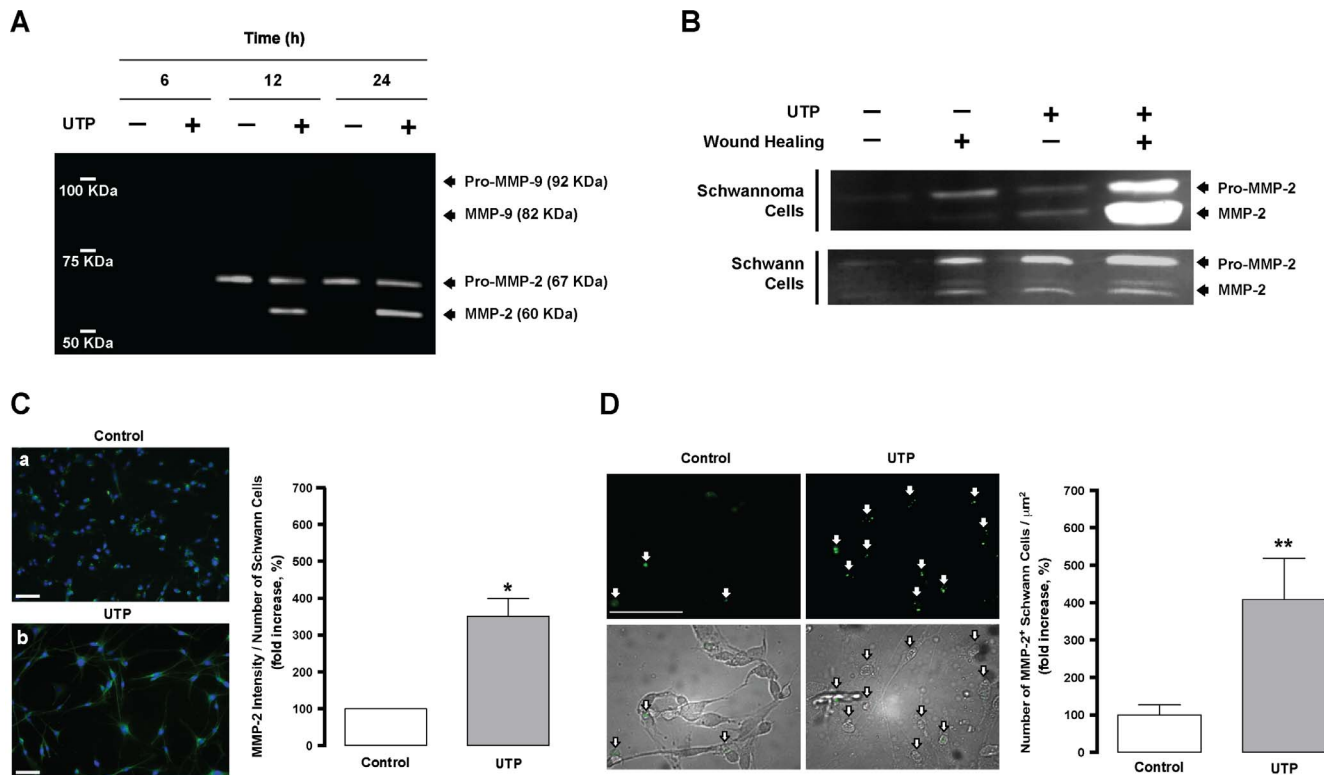 A
Time (h)
6 12 24
UTP – + – + – +
100 KDa
75 KDa
50 KDa
Pro-MMP-9 (92 KDa)
MMP-9 (82 KDa)
Pro-MMP-2 (67 KDa)
MMP-2 (60 KDa)
B
UTP – – + +
Wound Healing – + – +
Schwannoma
Cells
Pro-MMP-2
MMP-2
Schwann
Cells
Pro-MMP-2
MMP-2
C
Control
a
UTP
b
MMP-2 Intensity / Number of Schwann Cells
(fold increase, %)
700
600
500
400
300
200
100
0
*
Control
UTP
D
Control
UTP
Number of MMP-2⁺ Schwann Cells / μm²
(fold increase, %)
700
600
500
400
300
200
100
0
**
Control
UTP